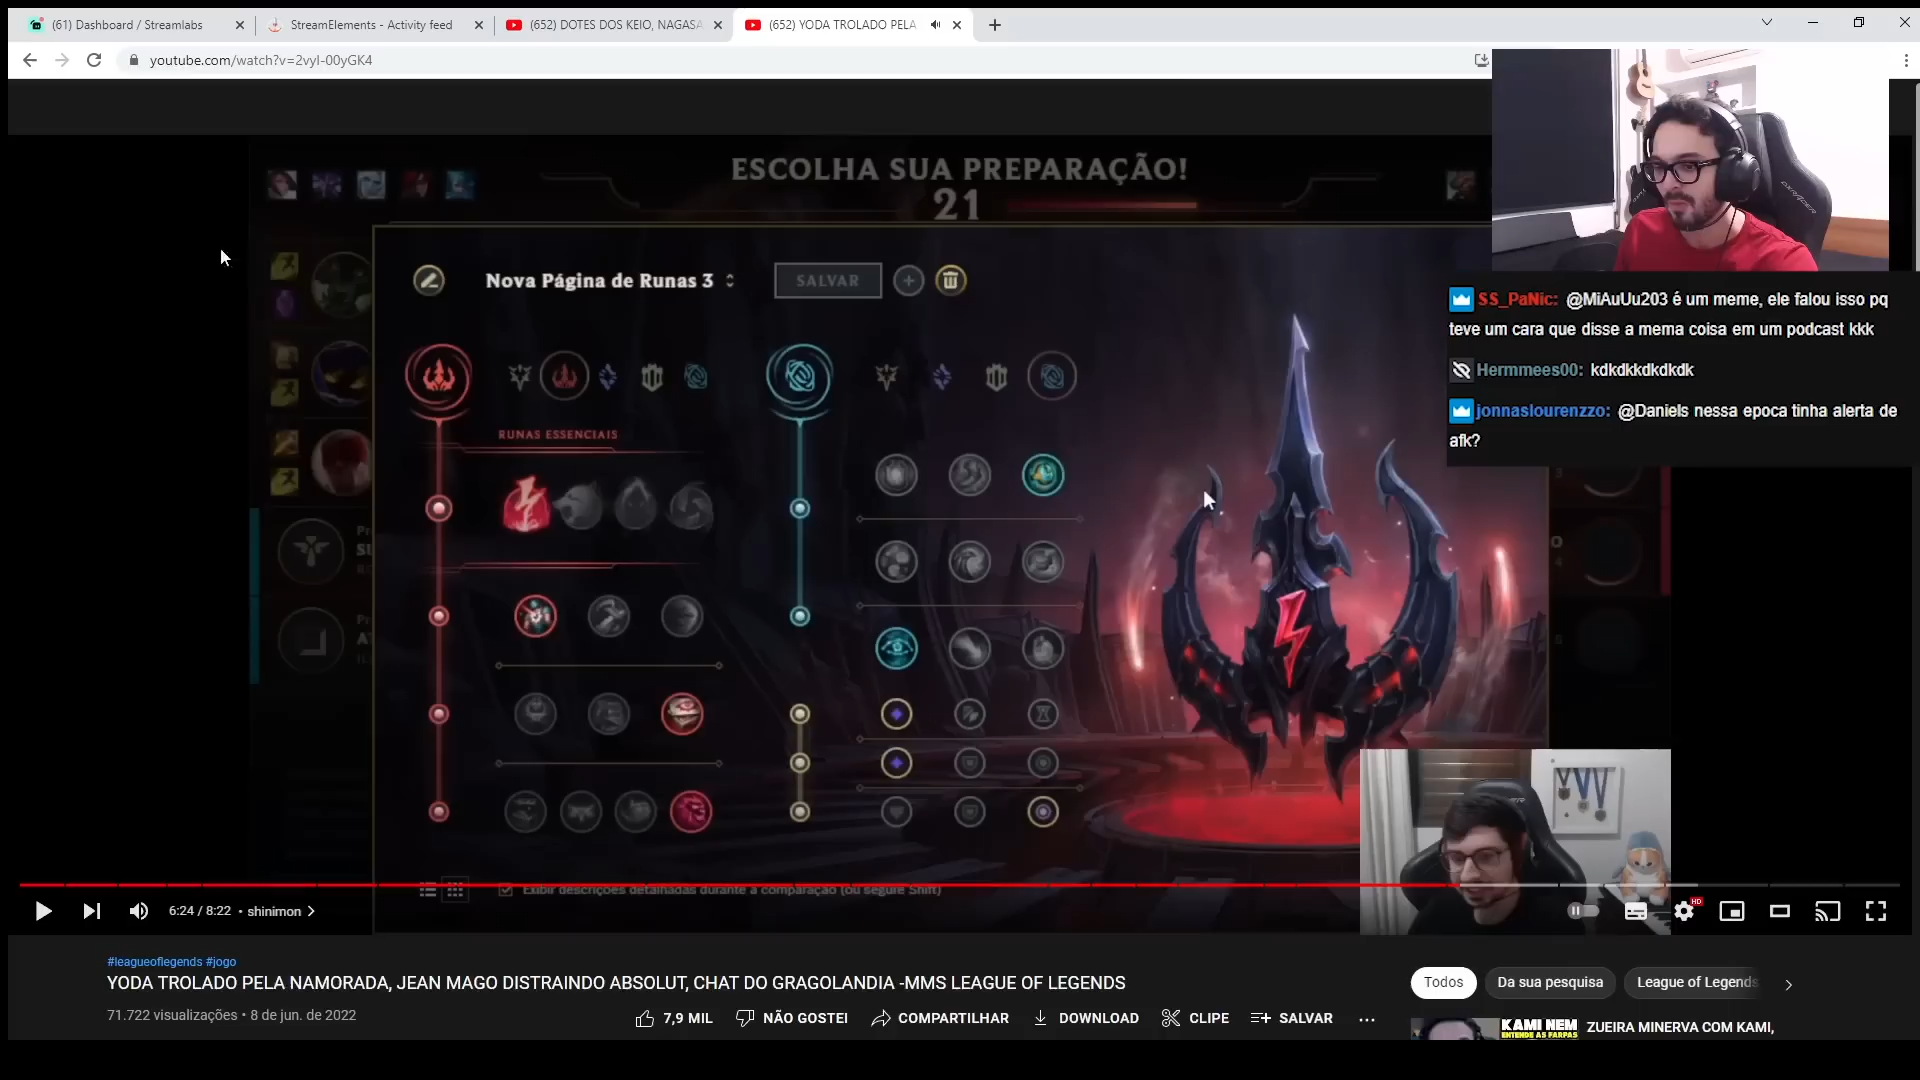 (61) Dashboard / Streamlabs
StreamElements - Activity feed
(652) DOTES DOS KEIO, NAGASA
(652) YODA TROLADO PELA
youtube.com/watch?v=2vyI-00yGK4
ESCOLHA SUA PREPARAÇÃO!
21
Nova Página de Runas 3
SALVAR
RUNAS ESSENCIAIS
SS_PaNic: @MiAuUu203 é um meme, ele falou isso pq
teve um cara que disse a mema coisa em um podcast kkk
Hermmees00: kdkdkkdkdkdk
jonnaslourenzzo: @Daniels nessa epoca tinha alerta de
afk?
Exibir descrições detalhadas durante a comparação (ou segure Shift)
6:24 / 8:22 • shinimon
HD
#leagueoflegends #jogo
YODA TROLADO PELA NAMORADA, JEAN MAGO DISTRAINDO ABSOLUT, CHAT DO GRAGOLANDIA -MMS LEAGUE OF LEGENDS
71.722 visualizações • 8 de jun. de 2022
7,9 MIL
NÃO GOSTEI
COMPARTILHAR
DOWNLOAD
CLIPE
SALVAR
Todos
Da sua pesquisa
League of Legends
KAMI NEM
ENTENDE AS FARPAS
ZUEIRA MINERVA COM KAMI,